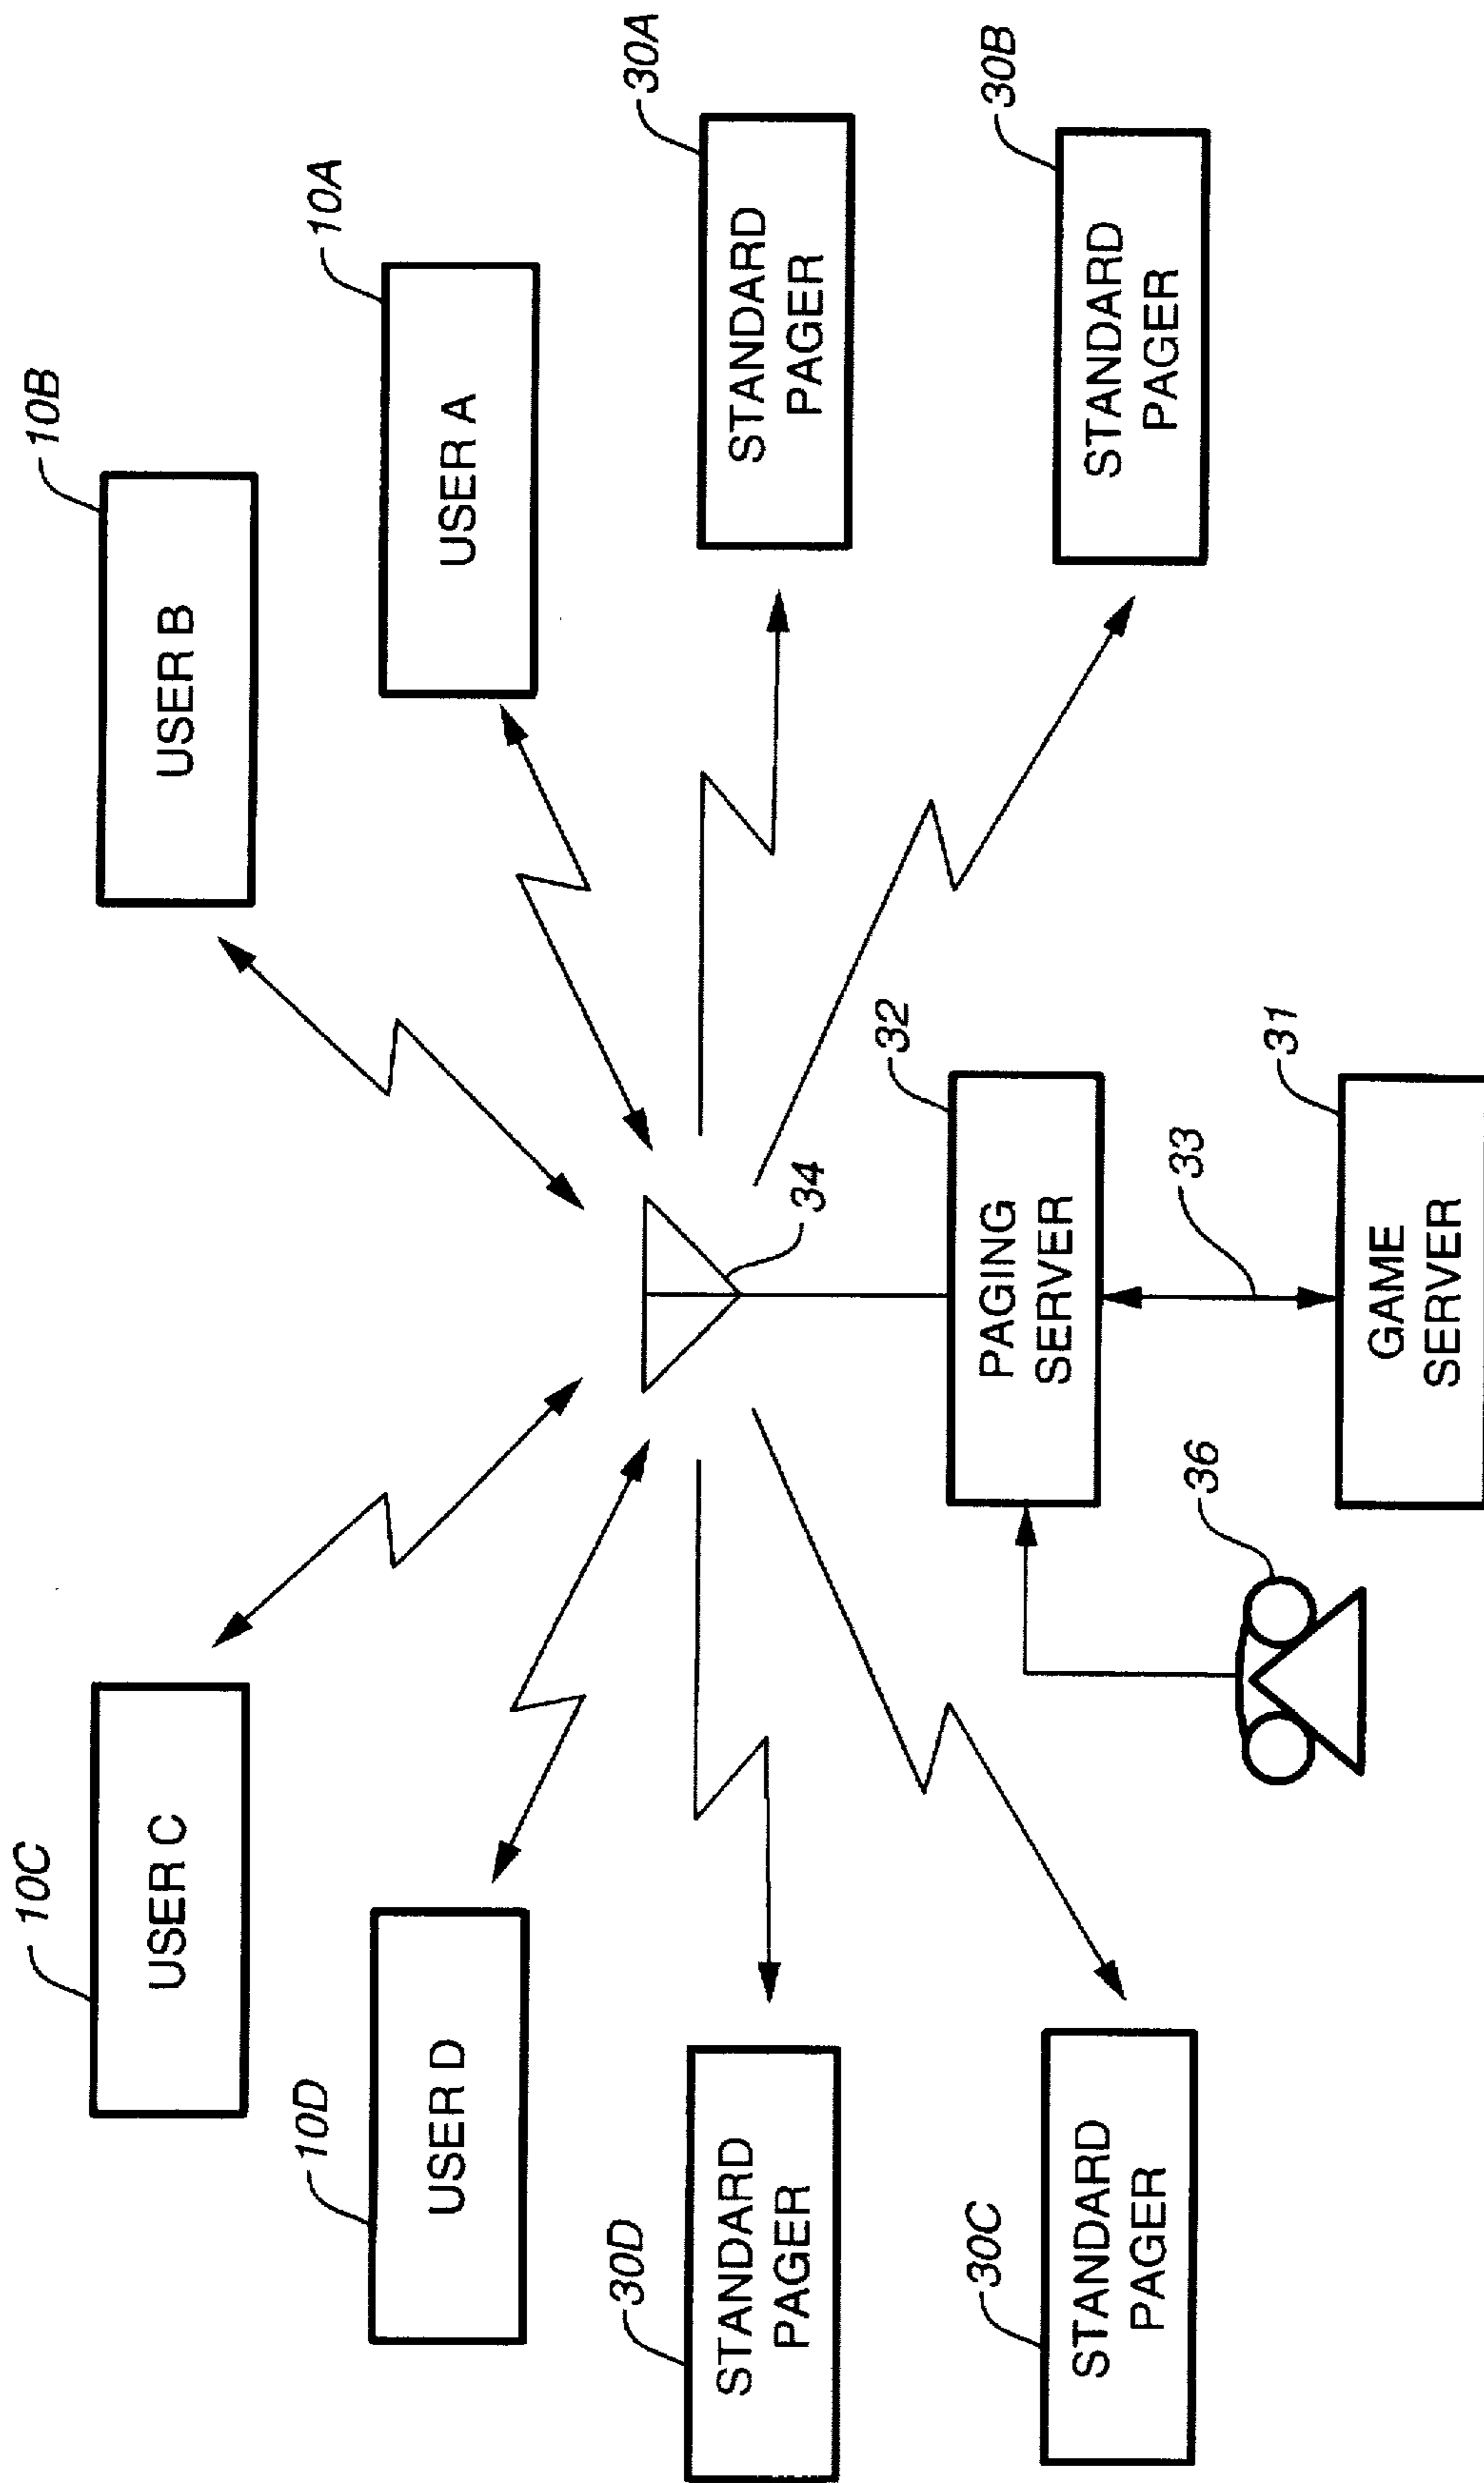 10C
USER C
10B
USER B
10D
USER D
10A
USER A
30D
STANDARD
PAGER
30A
STANDARD
PAGER
34
30C
STANDARD
PAGER
32
PAGING
SERVER
30B
STANDARD
PAGER
36
33
31
GAME
SERVER